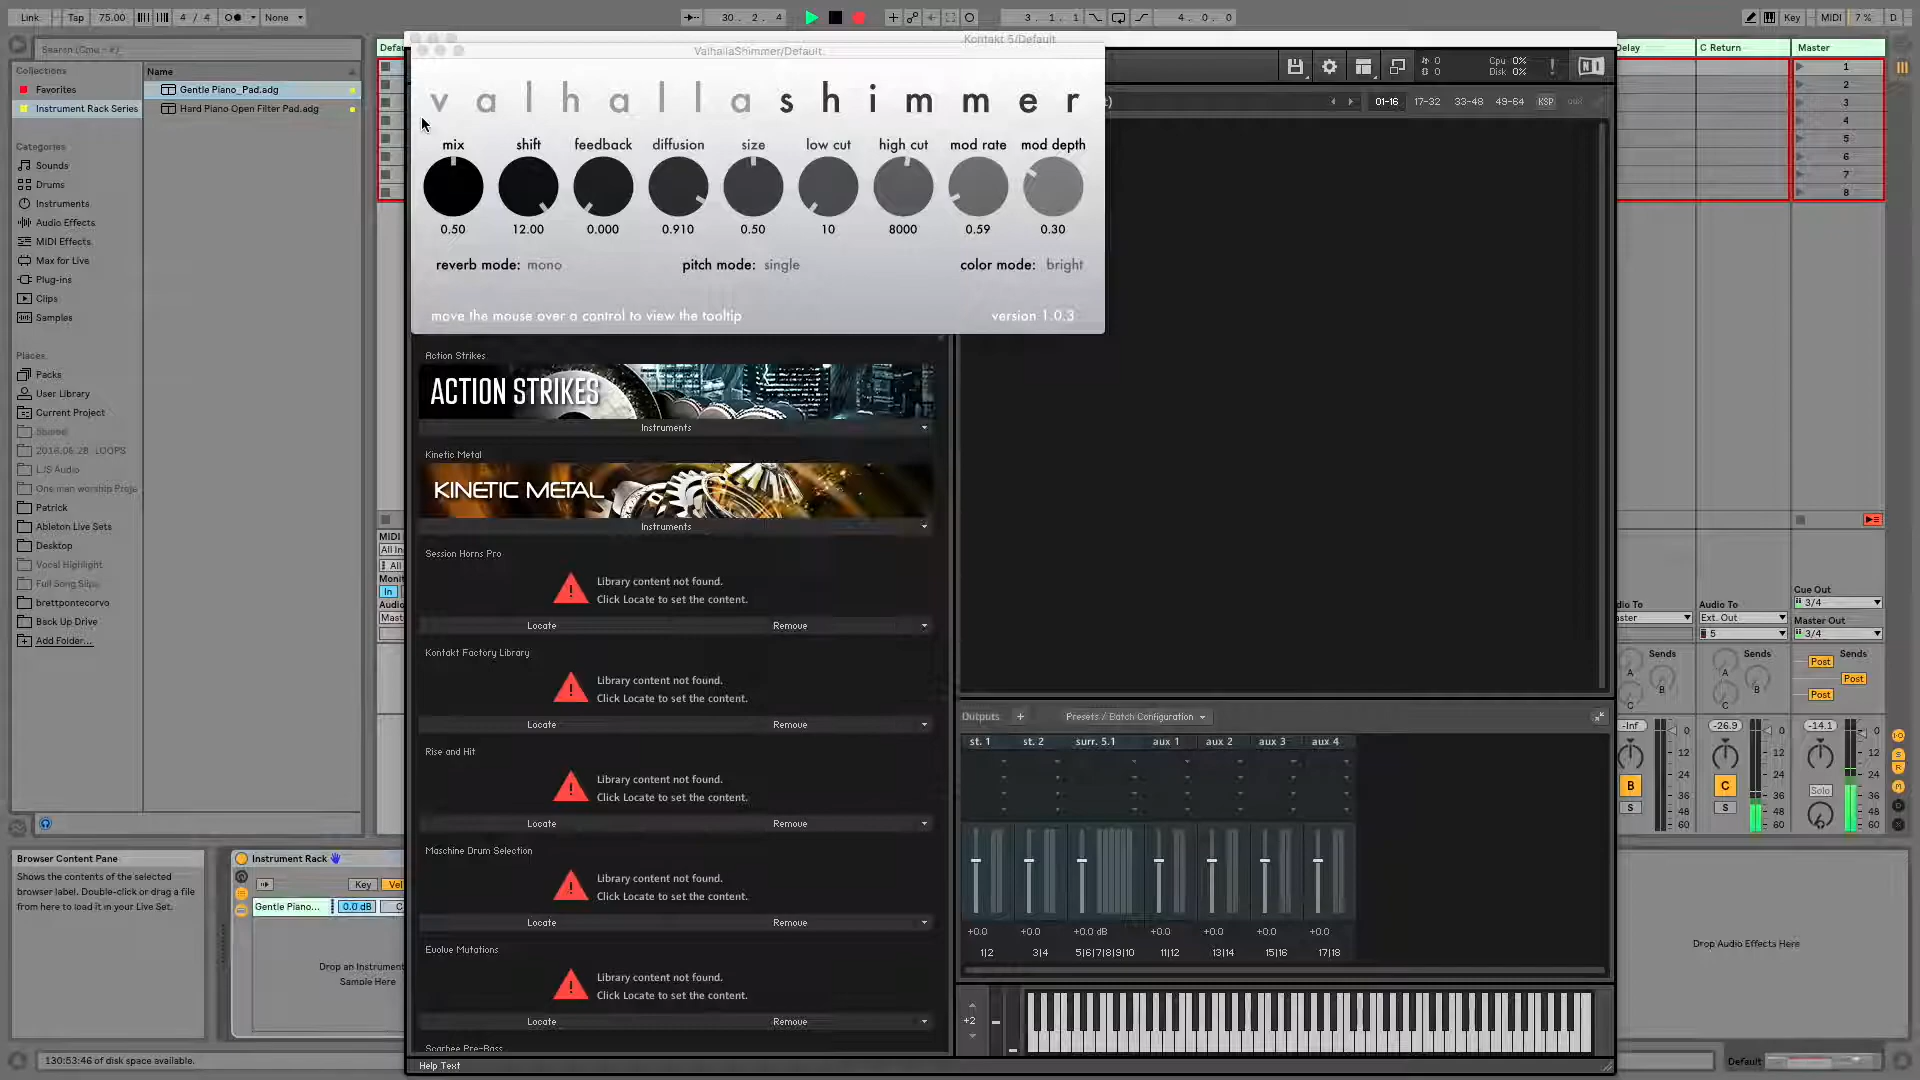 Link Tap 75.00 4 / 4 None 30 . 2 . 4 3 . 1 . 1 4 . 0 . 0 Key MIDI 7 % D
Search (Cmd + F)
Collections
Favorites
Instrument Rack Series
Categories
Sounds
Drums
Instruments
Audio Effects
MIDI Effects
Max for Live
Plug-ins
Clips
Samples
Places
Packs
User Library
Current Project
2016.06.28 LOOPS
LJS Audio
One man worship Proje
Patrick
Ableton Live Sets
Desktop
Vocal Highlight
Full Song Slips
brettpontecorvo
Back Up Drive
Add Folder...
Name
Gentle Piano_Pad.adg
Hard Piano Open Filter Pad.adg
Kontakt 5/Default
ValhallaShimmer/Default
valhallashimmer
mix shift feedback diffusion size low cut high cut mod rate mod depth
0.50 12.00 0.000 0.910 0.50 10 8000 0.59 0.30
reverb mode: mono pitch mode: single color mode: bright
move the mouse over a control to view the tooltip version 1.0.3
0
0
Cpu 0%
Disk 0%
! NI
01-16 17-32 33-48 49-64 KSP aux
Action Strikes
ACTION STRIKES
Instruments
Kinetic Metal
KINETIC METAL
Instruments
Session Horns Pro
Library content not found.
Click Locate to set the content.
Locate Remove
Kontakt Factory Library
Library content not found.
Click Locate to set the content.
Locate Remove
Rise and Hit
Library content not found.
Click Locate to set the content.
Locate Remove
Maschine Drum Selection
Library content not found.
Click Locate to set the content.
Locate Remove
Evolve Mutations
Library content not found.
Click Locate to set the content.
Locate Remove
Scarbee Pre-Bass
Help Text
Outputs + Presets / Batch Configuration
st. 1 st. 2 surr. 5.1 aux 1 aux 2 aux 3 aux 4
+0.0 +0.0 +0.0 dB +0.0 +0.0 +0.0 +0.0
1|2 3|4 5|6|7|8|9|10 11|12 13|14 15|16 17|18
+2
Defau
MIDI
All In
All
Monit
In
Audio
Mast
Delay C Return Master
1
2
3
4
5
6
7
8
Cue Out
3/4
Audio To
Ext. Out
5
Master Out
3/4
Sends Sends Sends
A B C A B C
Post
Post
Post
-Inf -26.9 -14.1
0 12 24 36 48 60
0 12 24 36 48 60
0 12 24 36 48 60
B C Solo
S S
Browser Content Pane
Shows the contents of the selected
browser label. Double-click or drag a file
from here to load it in your Live Set.
Instrument Rack
Key Vel
Gentle Piano... 0.0 dB C
Drop an Instrument
Sample Here
Drop Audio Effects Here
130:53:46 of disk space available.
Default